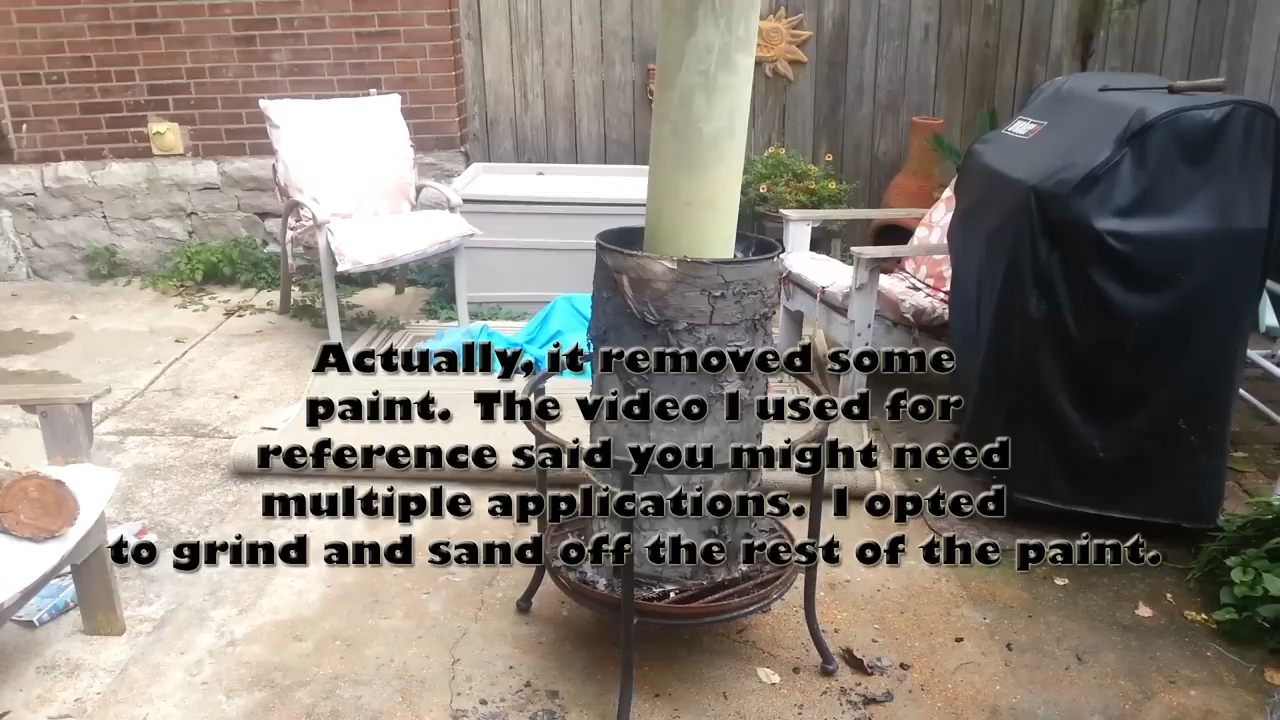 Actually, it removed some
paint. The video I used for
reference said you might need
multiple applications. I opted
to grind and sand off the rest of the paint.